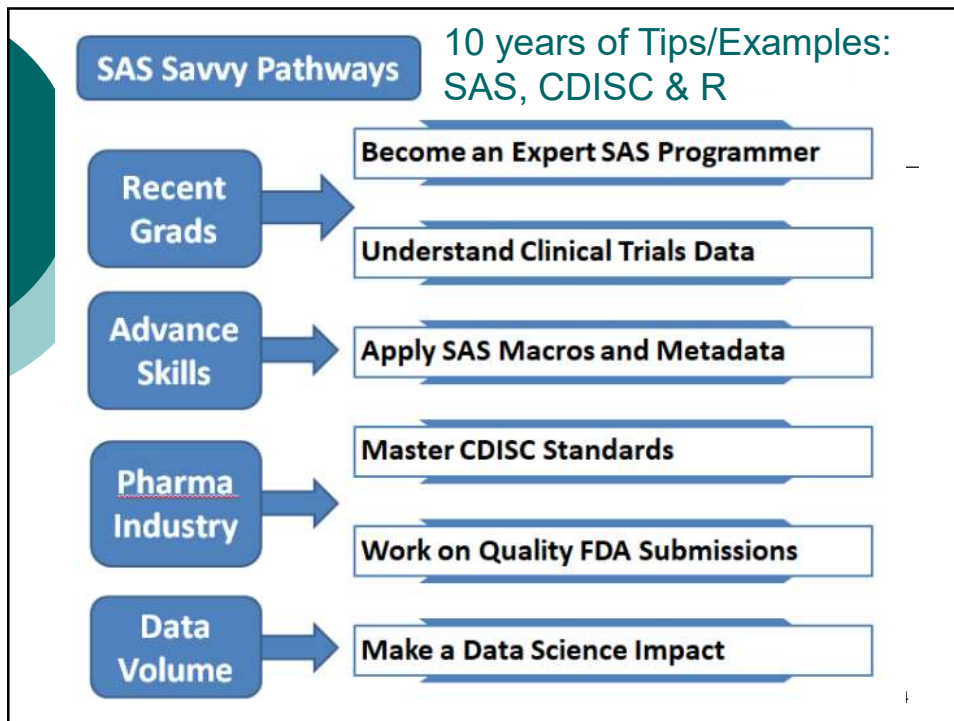 SAS Savvy Pathways
10 years of Tips/Examples:
SAS, CDISC & R
Recent
Grads
Become an Expert SAS Programmer
Understand Clinical Trials Data
Advance
Skills
Apply SAS Macros and Metadata
Pharma
Industry
Master CDISC Standards
Work on Quality FDA Submissions
Data
Volume
Make a Data Science Impact